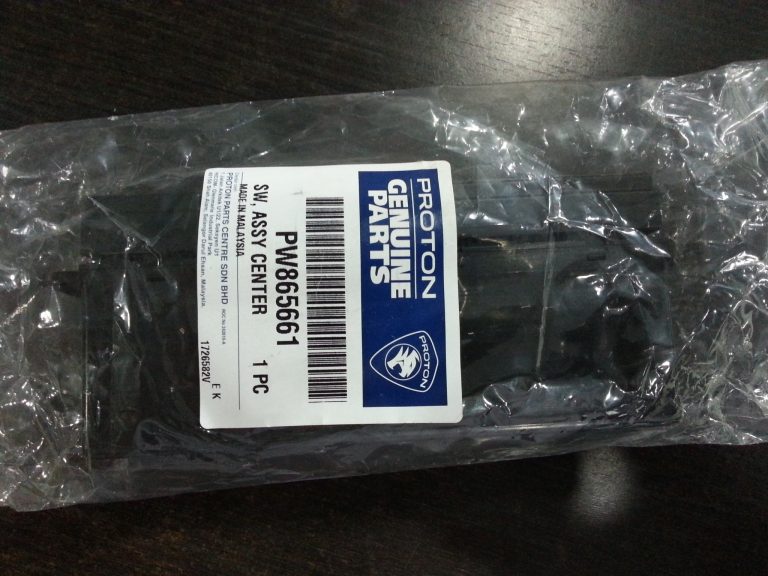 PROTON
GENUINE
PARTS
PROTON
PW865661
SW, ASSY CENTER 1 PC
MADE IN MALAYSIA
PROTON PARTS CENTRE SDN BHD
E K
1726582V